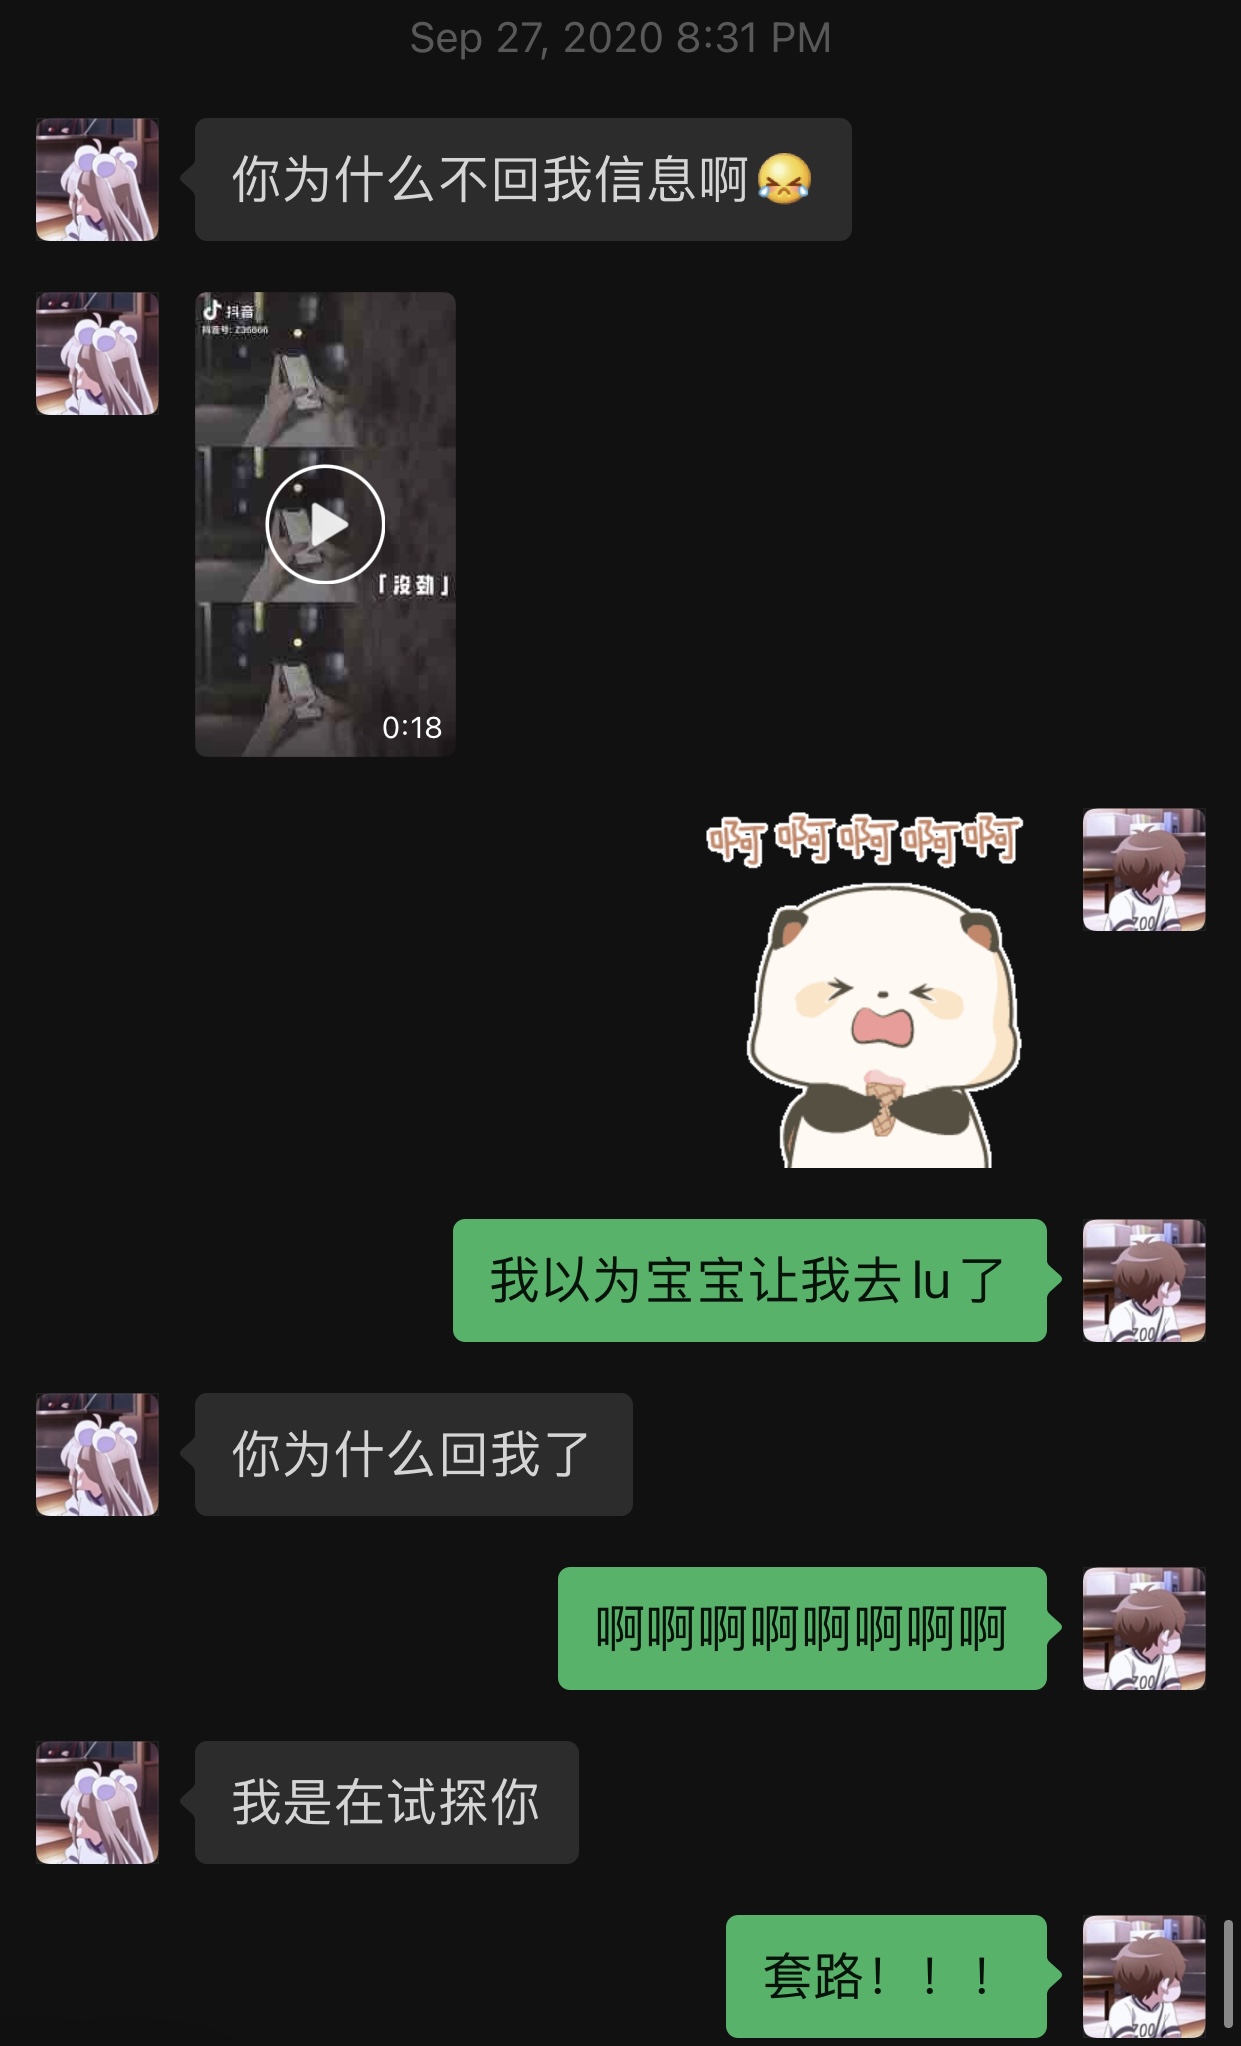 Sep 27, 2020 8:31 PM
你为什么不回我信息啊
抖音
抖音号: Z36866
「没劲」
0:18
啊啊啊啊啊
我以为宝宝让我去lu了
你为什么回我了
啊啊啊啊啊啊啊啊
我是在试探你
套路！！！